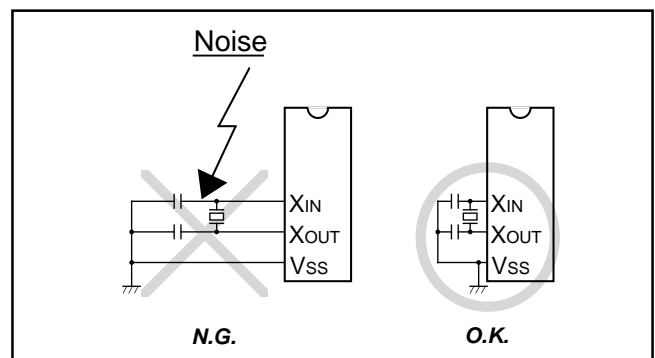 Noise
XIN
XOUT
VSS
N.G.
XIN
XOUT
VSS
O.K.